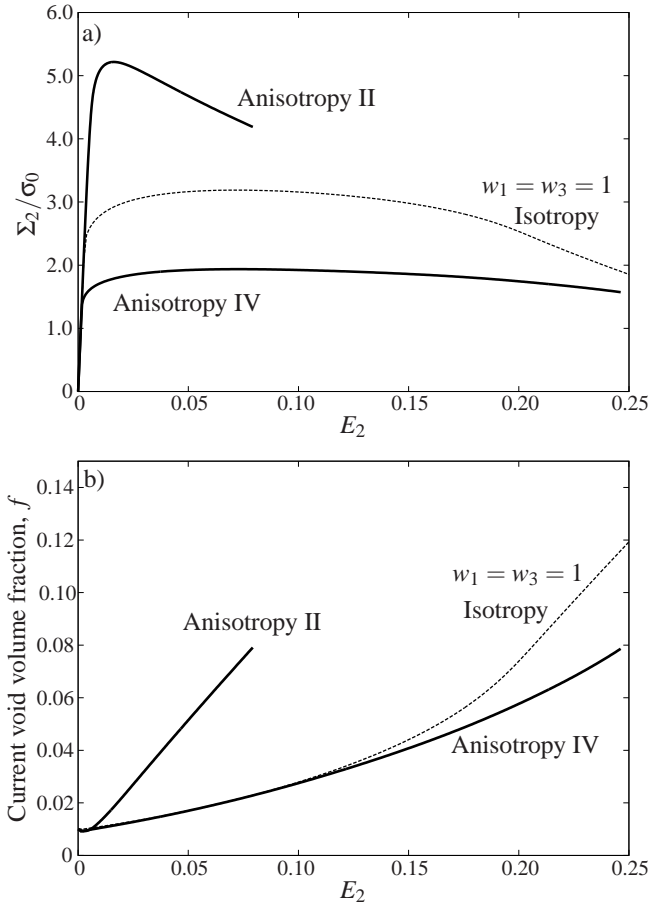 a)
6.0
5.0
4.0
3.0
2.0
1.0
0
Σ₂/σ₀
Anisotropy II
w₁ = w₃ = 1
Isotropy
Anisotropy IV
0 0.05 0.10 0.15 0.20 0.25
E₂
b)
0.14
0.12
0.10
0.08
0.06
0.04
0.02
0
Current void volume fraction, f
w₁ = w₃ = 1
Isotropy
Anisotropy II
Anisotropy IV
0 0.05 0.10 0.15 0.20 0.25
E₂